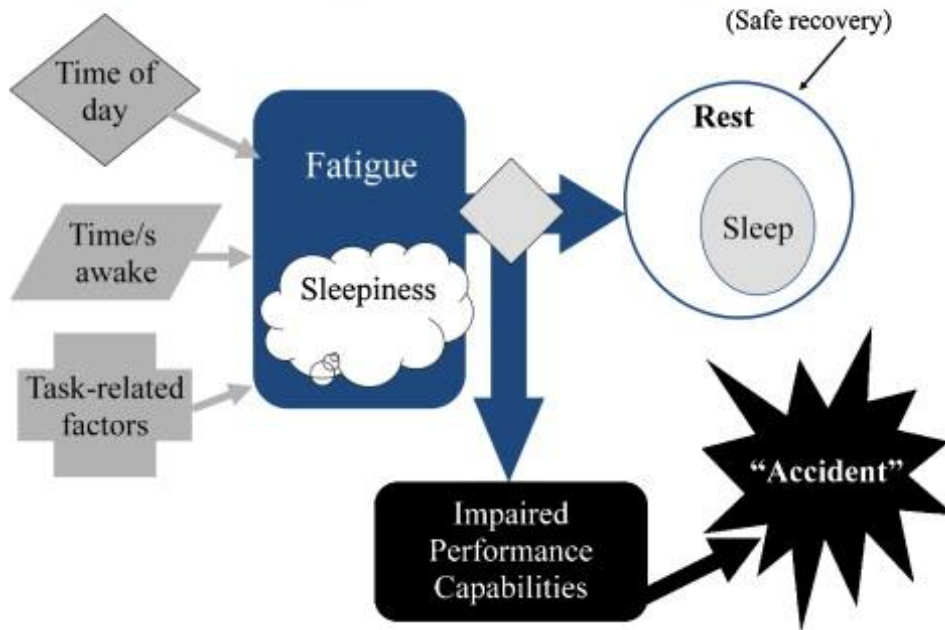 (Safe recovery)
Time of
day
Rest
Fatigue
Time/s
awake
Sleep
Sleepiness
Task-related
factors
“Accident”
Impaired
Performance
Capabilities